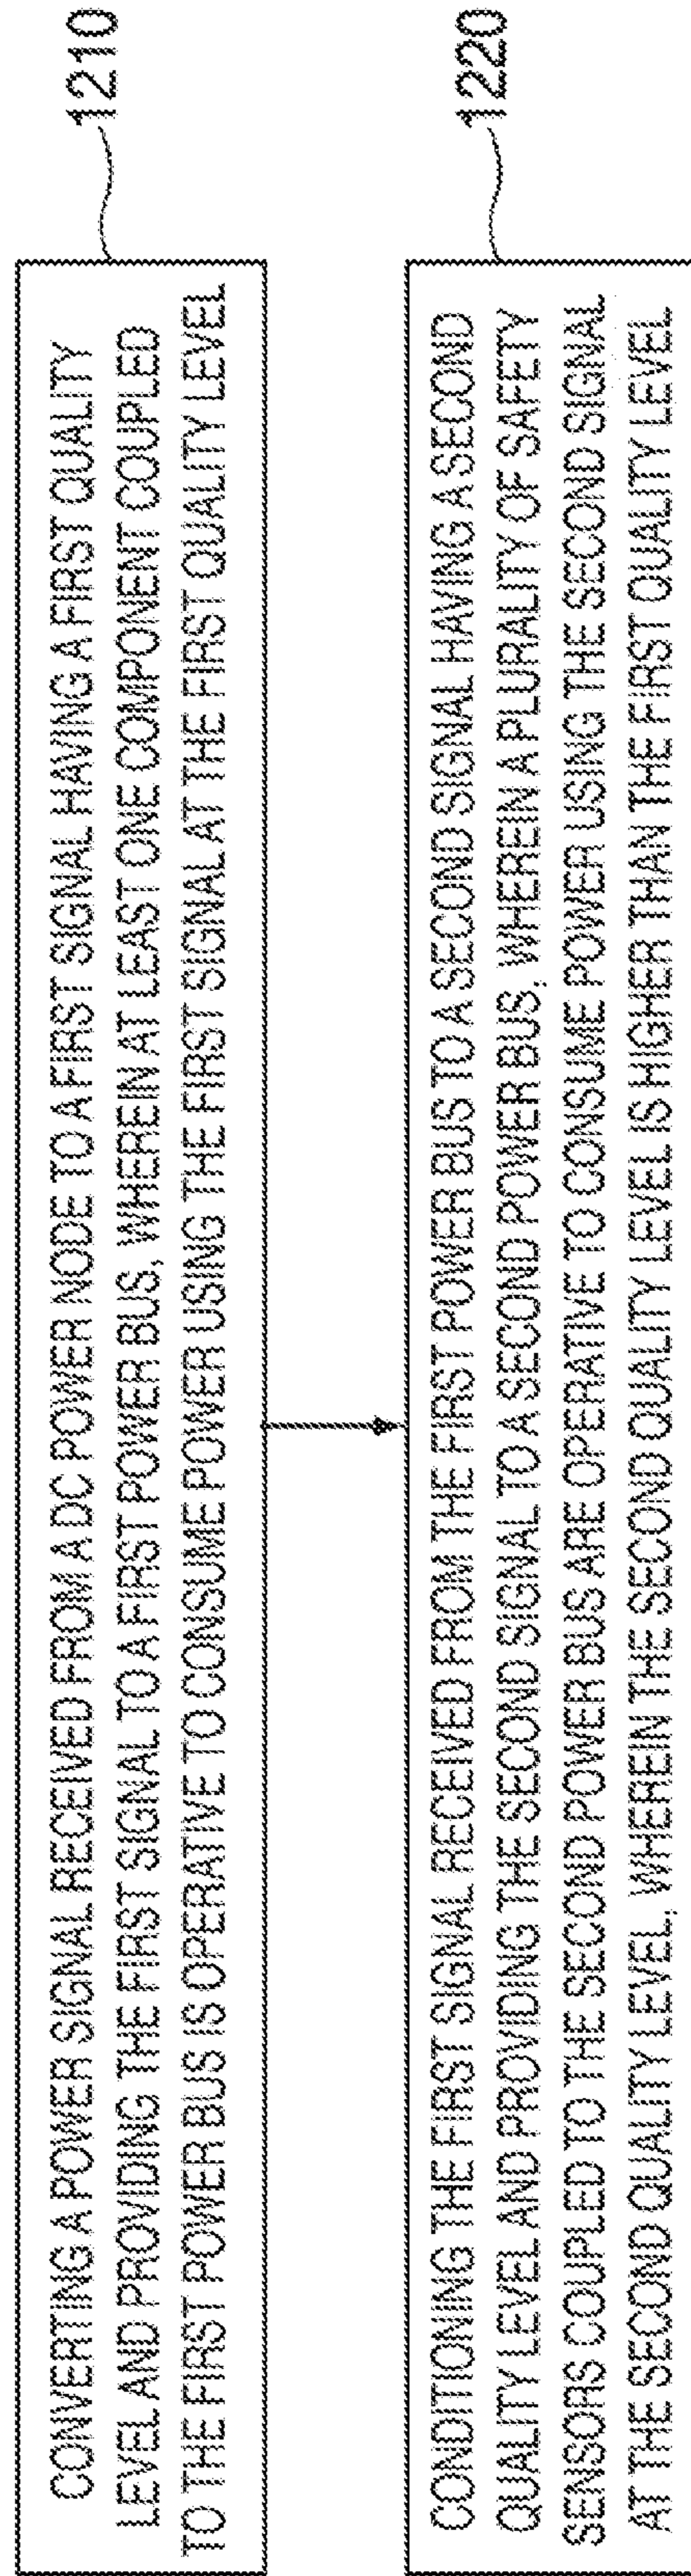 CONVERTING A POWER SIGNAL RECEIVED FROM A DC POWER NODE TO A FIRST SIGNAL HAVING A FIRST QUALITY
LEVEL AND PROVIDING THE FIRST SIGNAL TO A FIRST POWER BUS, WHEREIN AT LEAST ONE COMPONENT COUPLED
TO THE FIRST POWER BUS IS OPERATIVE TO CONSUME POWER USING THE FIRST SIGNAL AT THE FIRST QUALITY LEVEL
1210
CONDITIONING THE FIRST SIGNAL RECEIVED FROM THE FIRST POWER BUS TO A SECOND SIGNAL HAVING A SECOND
QUALITY LEVEL AND PROVIDING THE SECOND SIGNAL TO A SECOND POWER BUS, WHEREIN A PLURALITY OF SAFETY
SENSORS COUPLED TO THE SECOND POWER BUS ARE OPERATIVE TO CONSUME POWER USING THE SECOND SIGNAL
AT THE SECOND QUALITY LEVEL, WHEREIN THE SECOND QUALITY LEVEL IS HIGHER THAN THE FIRST QUALITY LEVEL
1220